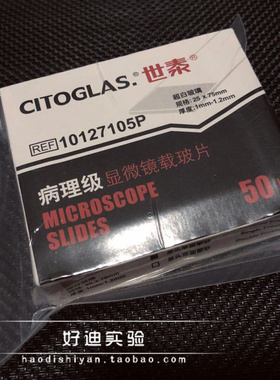 CITOGLAS® 世泰
REF 10127105P
超白玻璃
规格: 25 x 75mm
厚度: 1mm-1.2mm
病理级 显微镜载玻片
MICROSCOPE
SLIDES
50
好迪实验
haodishiyan.taobao.com